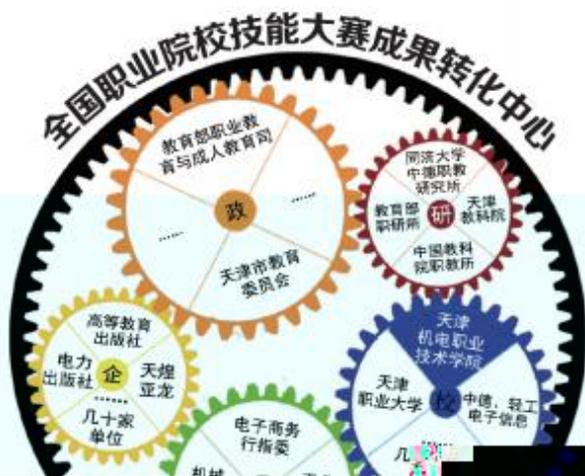 全国职业院校技能大赛成果转化中心
教育部职业教
育与成人教育司
……
……
政
天津市教育
委员会
同济大学
中德职教
研究所
教育部
职研所
研
天津
教科院
中国教科
院职教所
高等教育
出版社
电力
出版社
企
天煌
亚龙
……
几十家
单位
天津
机电职业
技术学院
天津
职业大学
校
中德、轻工
电子信息
……
几
电子商务
行指委
机械